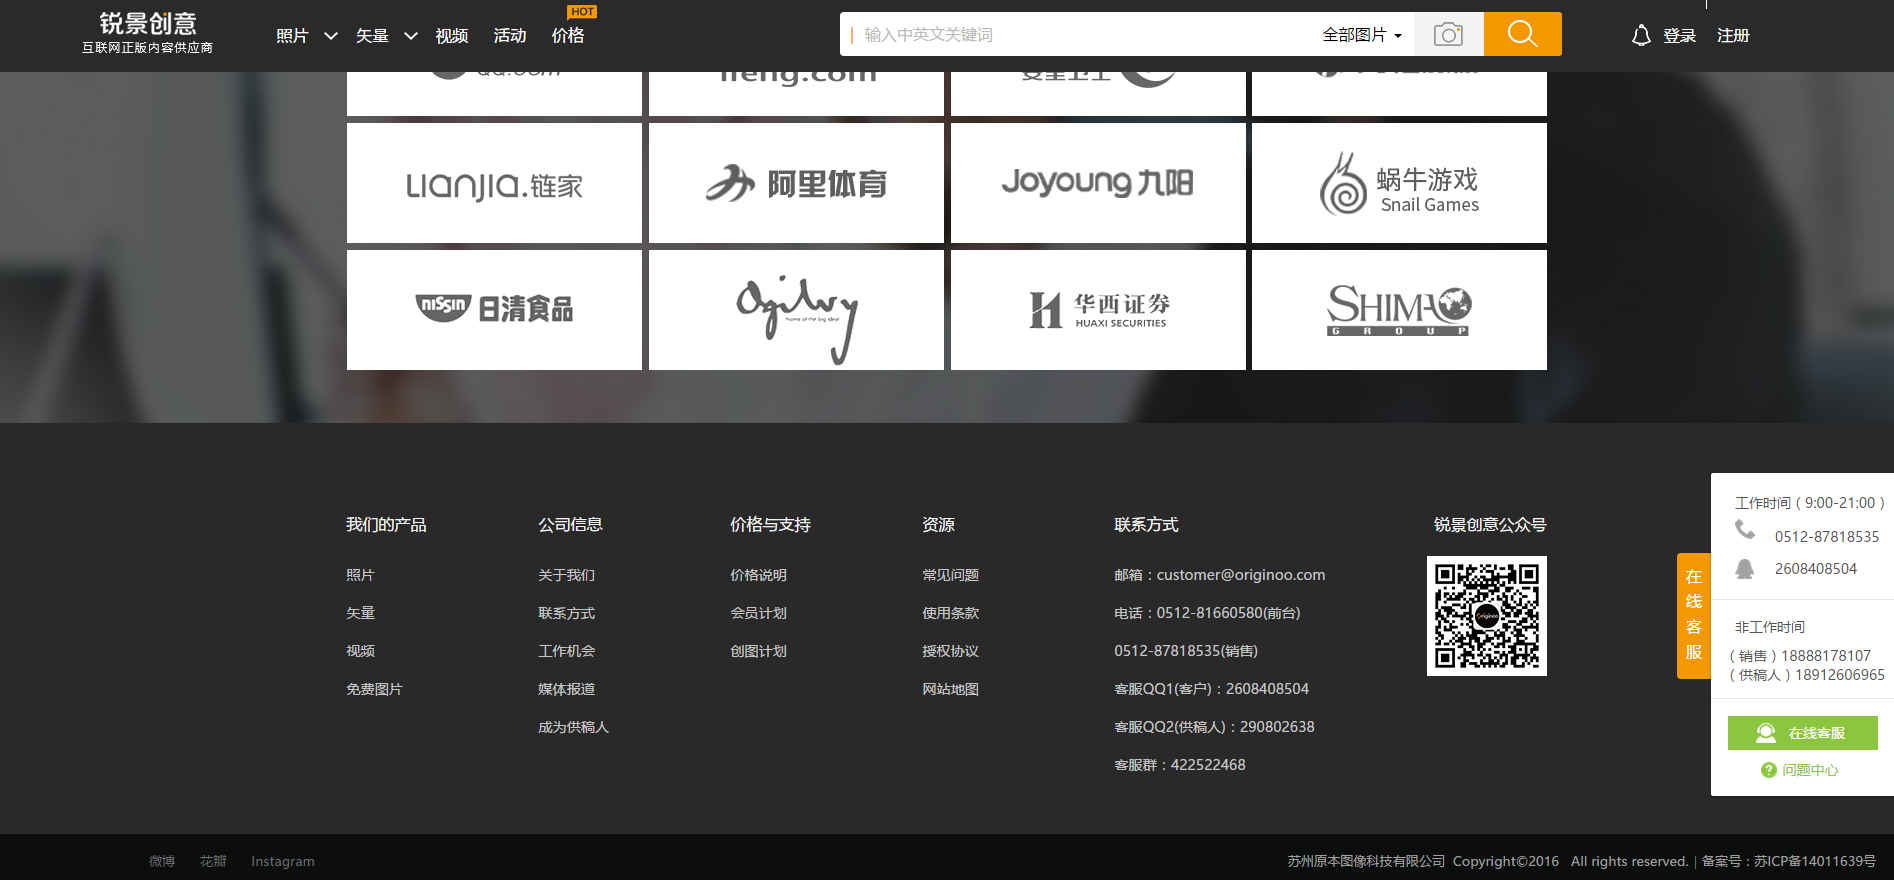 锐景创意
互联网正版内容供应商
照片 矢量 视频 活动 价格
HOT
输入中英文关键词
全部图片
登录 注册
QQ.com
ifeng.com
LIANJIA.链家
阿里体育
Joyoung 九阳
蜗牛游戏
Snail Games
nissin 日清食品
Ogilvy
home of the big idea!
华西证券
HUAXI SECURITIES
SHIMAO
GROUP
我们的产品
照片
矢量
视频
免费图片
公司信息
关于我们
联系方式
工作机会
媒体报道
成为供稿人
价格与支持
价格说明
会员计划
创图计划
资源
常见问题
使用条款
授权协议
网站地图
联系方式
邮箱：customer@originoo.com
电话：0512-81660580(前台)
0512-87818535(销售)
客服QQ1(客户)：2608408504
客服QQ2(供稿人)：290802638
客服群：422522468
锐景创意公众号
Originoo
在线客服
工作时间（9:00-21:00）
0512-87818535
2608408504
非工作时间
（销售）18888178107
（供稿人）18912606965
在线客服
? 问题中心
微博 花瓣 Instagram
苏州原本图像科技有限公司 Copyright©2016 All rights reserved. | 备案号：苏ICP备14011639号